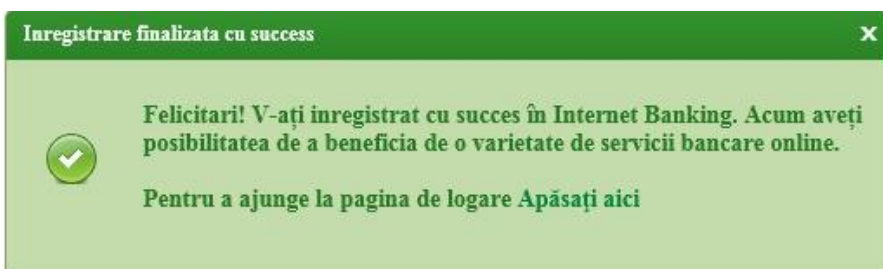 Inregistrare finalizata cu success x
Felicitari! V-ați inregistrat cu succes în Internet Banking. Acum aveți
posibilitatea de a beneficia de o varietate de servicii bancare online.
Pentru a ajunge la pagina de logare Apăsați aici